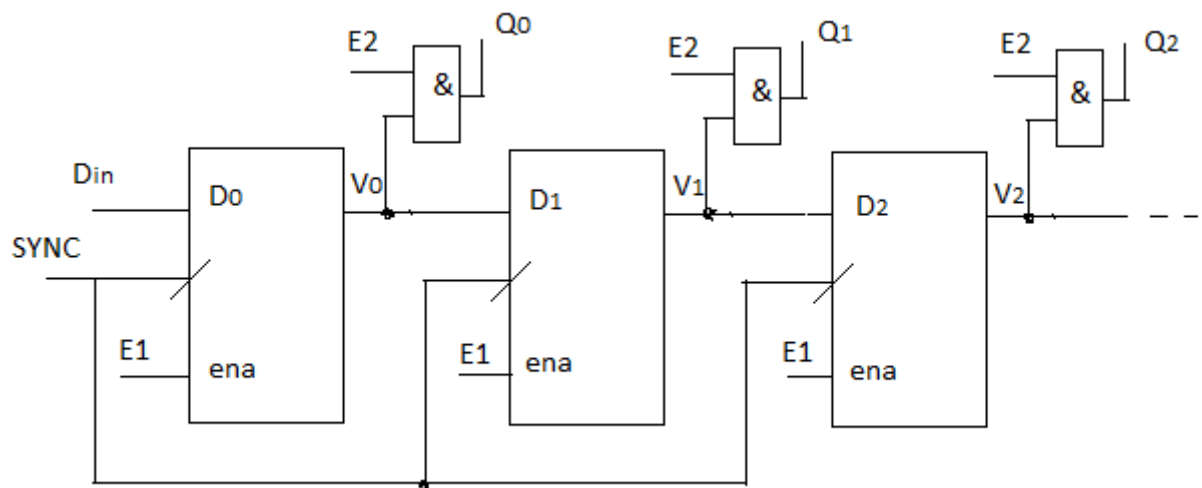 E2 Q0 E2 Q1 E2 Q2
& & &
Din D0 V0 D1 V1 D2 V2
SYNC
E1 ena E1 ena E1 ena